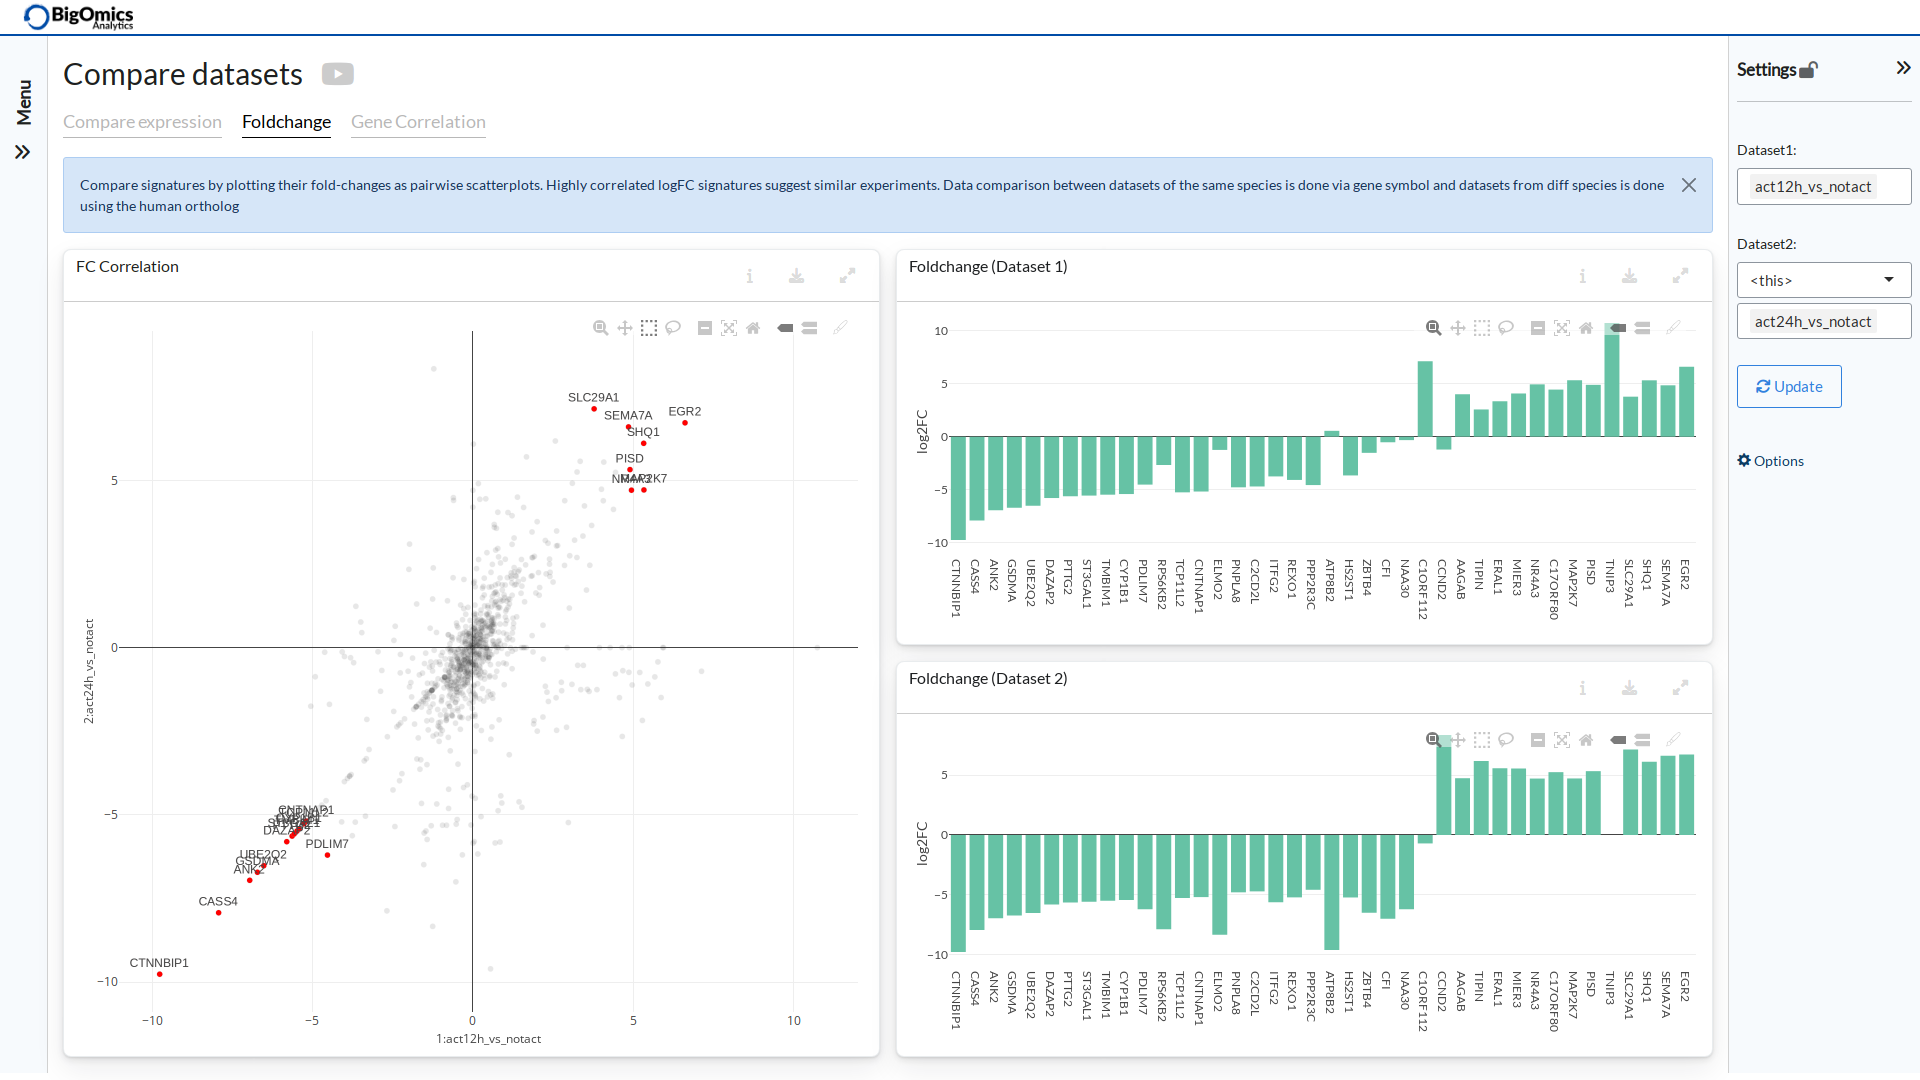 BigOmics
Analytics
Menu
Compare datasets
Compare expression
Foldchange
Gene Correlation
Compare signatures by plotting their fold-changes as pairwise scatterplots. Highly correlated logFC signatures suggest similar experiments. Data comparison between datasets of the same species is done via gene symbol and datasets from diff species is done
using the human ortholog
FC Correlation
SLC29A1
SEMA7A
EGR2
SHQ1
PISD
MAP2K7
CNTNAP1
DAZAP2
PDLIM7
UBE2Q2
GSDMA
ANK2
CASS4
CTNNBIP1
5
0
−5
−10
−10
−5
0
5
10
2:act24h_vs_notact
1:act12h_vs_notact
Foldchange (Dataset 1)
log2FC
10
5
0
−5
−10
CTNNBIP1
CASS4
ANK2
GSDMA
UBE2Q2
DAZAP2
PTTG2
ST3GAL1
TMBIM1
CYP1B1
PDLIM7
RPS6KB2
TCP11L2
CNTNAP1
ELMO2
PNPLA8
C2CD2L
ITFG2
REXO1
PPP2R3C
ATP8B2
HS2ST1
ZBTB4
CFI
NAA30
C1ORF112
CCND2
AAGAB
TIPIN
ERAL1
MIER3
NR4A3
C17ORF80
MAP2K7
PISD
TNIP3
SLC29A1
SHQ1
SEMA7A
EGR2
Foldchange (Dataset 2)
log2FC
5
0
−5
−10
CTNNBIP1
CASS4
ANK2
GSDMA
UBE2Q2
DAZAP2
PTTG2
ST3GAL1
TMBIM1
CYP1B1
PDLIM7
RPS6KB2
TCP11L2
CNTNAP1
ELMO2
PNPLA8
C2CD2L
ITFG2
REXO1
PPP2R3C
ATP8B2
HS2ST1
ZBTB4
CFI
NAA30
C1ORF112
CCND2
AAGAB
TIPIN
ERAL1
MIER3
NR4A3
C17ORF80
MAP2K7
PISD
TNIP3
SLC29A1
SHQ1
SEMA7A
EGR2
Settings
Dataset1:
act12h_vs_notact
Dataset2:
<this>
act24h_vs_notact
Update
Options